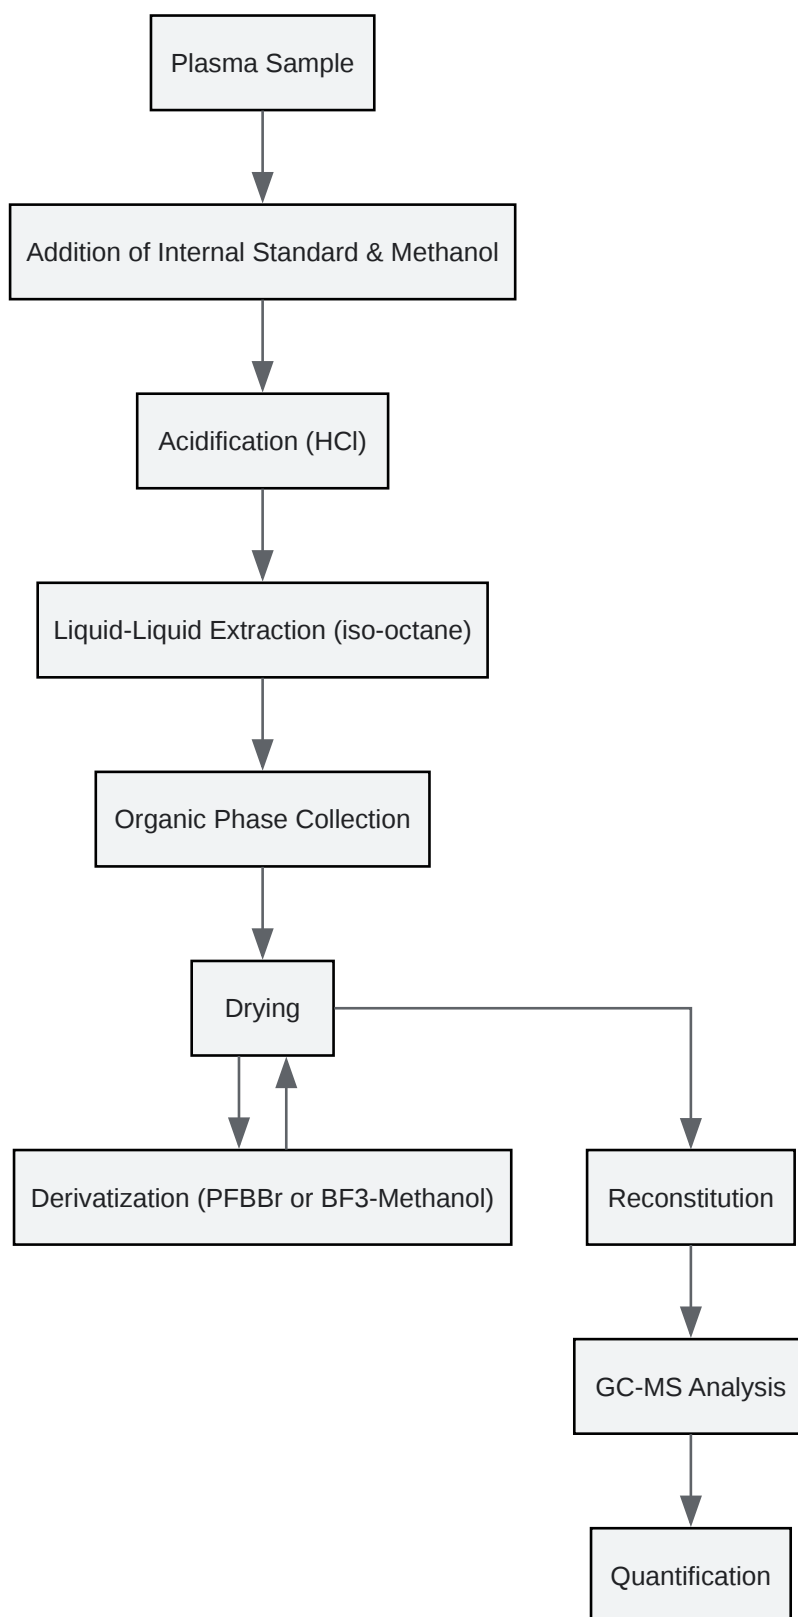 Plasma Sample
Addition of Internal Standard & Methanol
Acidification (HCl)
Liquid-Liquid Extraction (iso-octane)
Organic Phase Collection
Drying
Derivatization (PFBBr or BF3-Methanol)
Reconstitution
GC-MS Analysis
Quantification